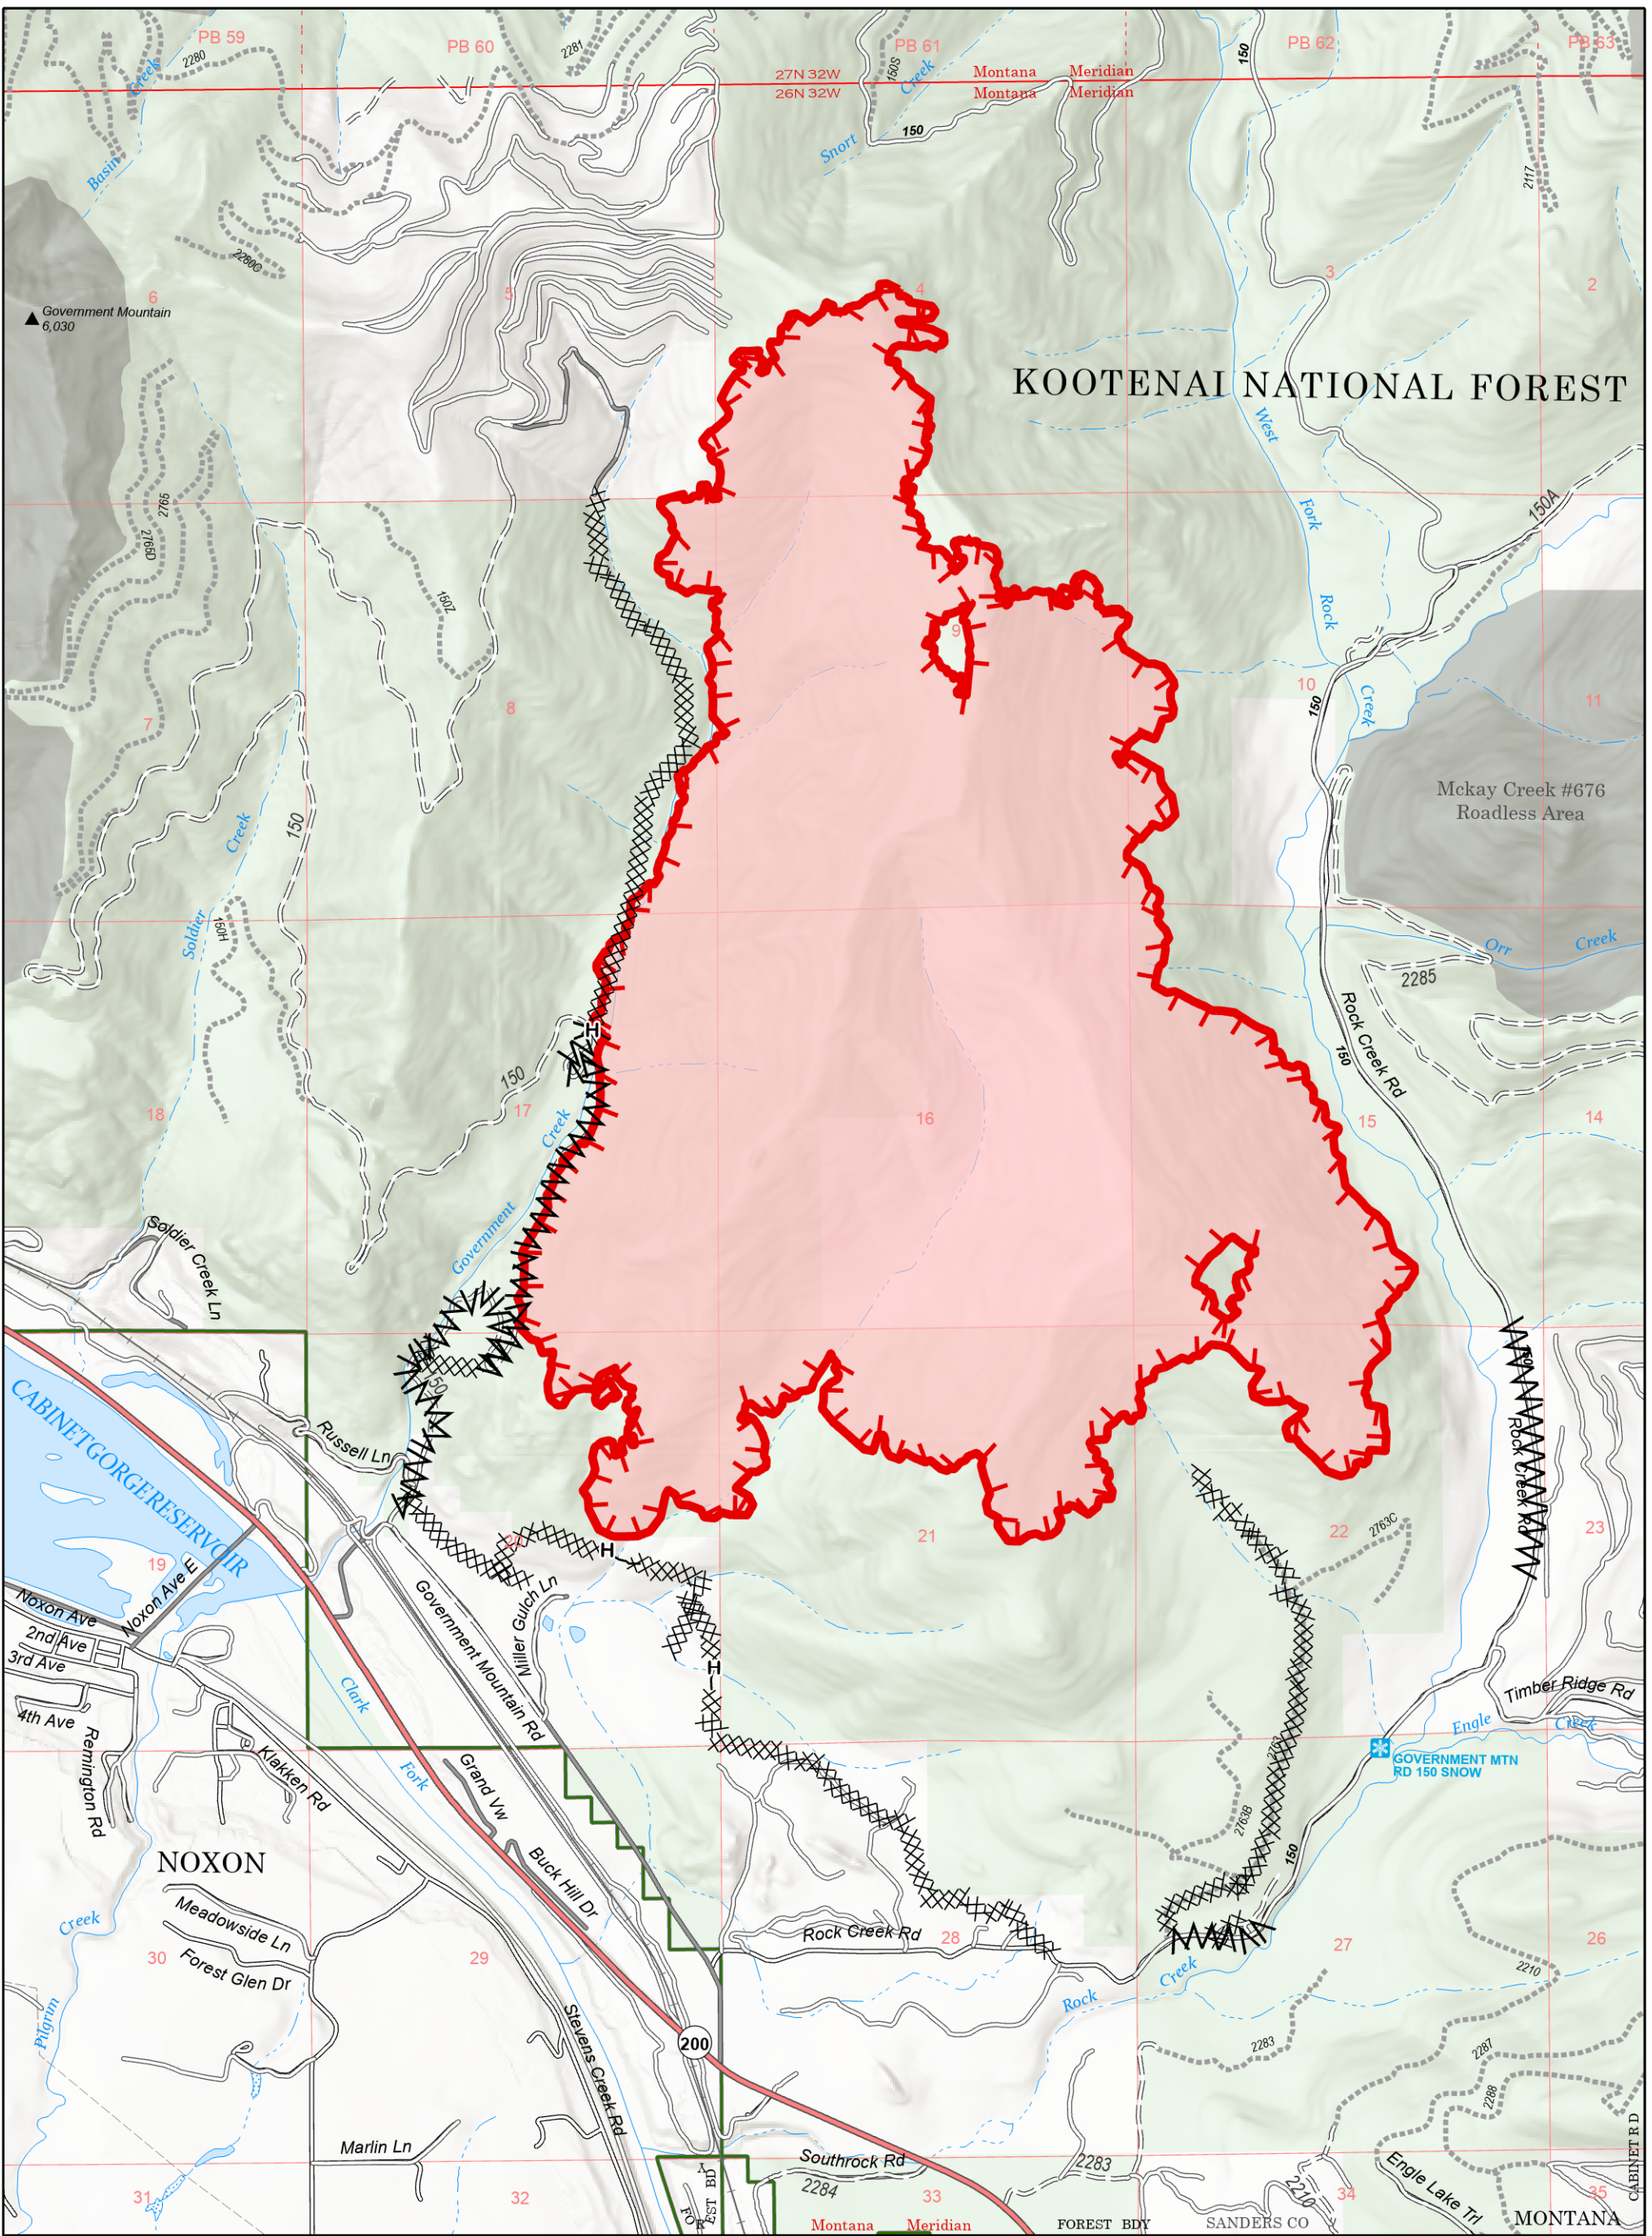 PB 59
PB 60
PB 61
PB 62
PB 63
2280
2281
150S
150
Creek
Creek
27N 32W
Montana Meridian
26N 32W
Montana Meridian
150
Snort
Basin
2117
2280C
6
5
4
3
2
Government Mountain
6,030
KOOTENAI NATIONAL FOREST
West
Fork
Rock
Creek
2765
2765D
150A
150Z
9
10
11
7
8
150
150
Mckay Creek #676
Roadless Area
Creek
Soldier
150H
Orr
Creek
2285
Rock Creek Rd
150
H
150
17
18
16
15
14
Creek
Government
Soldier Creek Ln
150
CABINETGORGERESERVOIR
Russell Ln
Rock Creek Rd
2763C
19
20
21
22
23
H
Noxon Ave E
Noxon Ave
2nd Ave
3rd Ave
4th Ave
Remington Rd
Klakken Rd
Government Mountain Rd
Miller Gulch Ln
H
Clark
Fork
Grand Vw
Buck Hill Dr
Timber Ridge Rd
Engle
Creek
GOVERNMENT MTN
RD 150 SNOW
2763B
150
NOXON
Meadowside Ln
Forest Glen Dr
Creek
Pilgrim
30
29
28
27
26
Rock Creek Rd
Rock
Creek
2210
200
Stevens Creek Rd
2283
2287
2288
Marlin Ln
Southrock Rd
2284
2283
2210
Engle Lake Trl
CABINET R D
31
32
33
34
35
EST BD
Montana Meridian
FOREST BDY
SANDERS CO
MONTANA